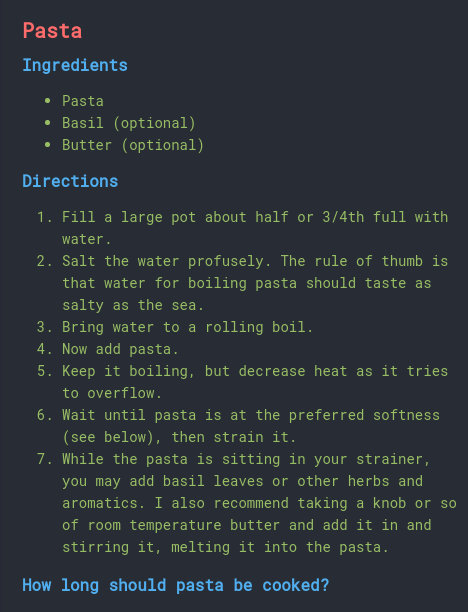 Pasta
Ingredients
• Pasta
• Basil (optional)
• Butter (optional)
Directions
1. Fill a large pot about half or 3/4th full with
water.
2. Salt the water profusely. The rule of thumb is
that water for boiling pasta should taste as
salty as the sea.
3. Bring water to a rolling boil.
4. Now add pasta.
5. Keep it boiling, but decrease heat as it tries
to overflow.
6. Wait until pasta is at the preferred softness
(see below), then strain it.
7. While the pasta is sitting in your strainer,
you may add basil leaves or other herbs and
aromatics. I also recommend taking a knob or so
of room temperature butter and add it in and
stirring it, melting it into the pasta.
How long should pasta be cooked?